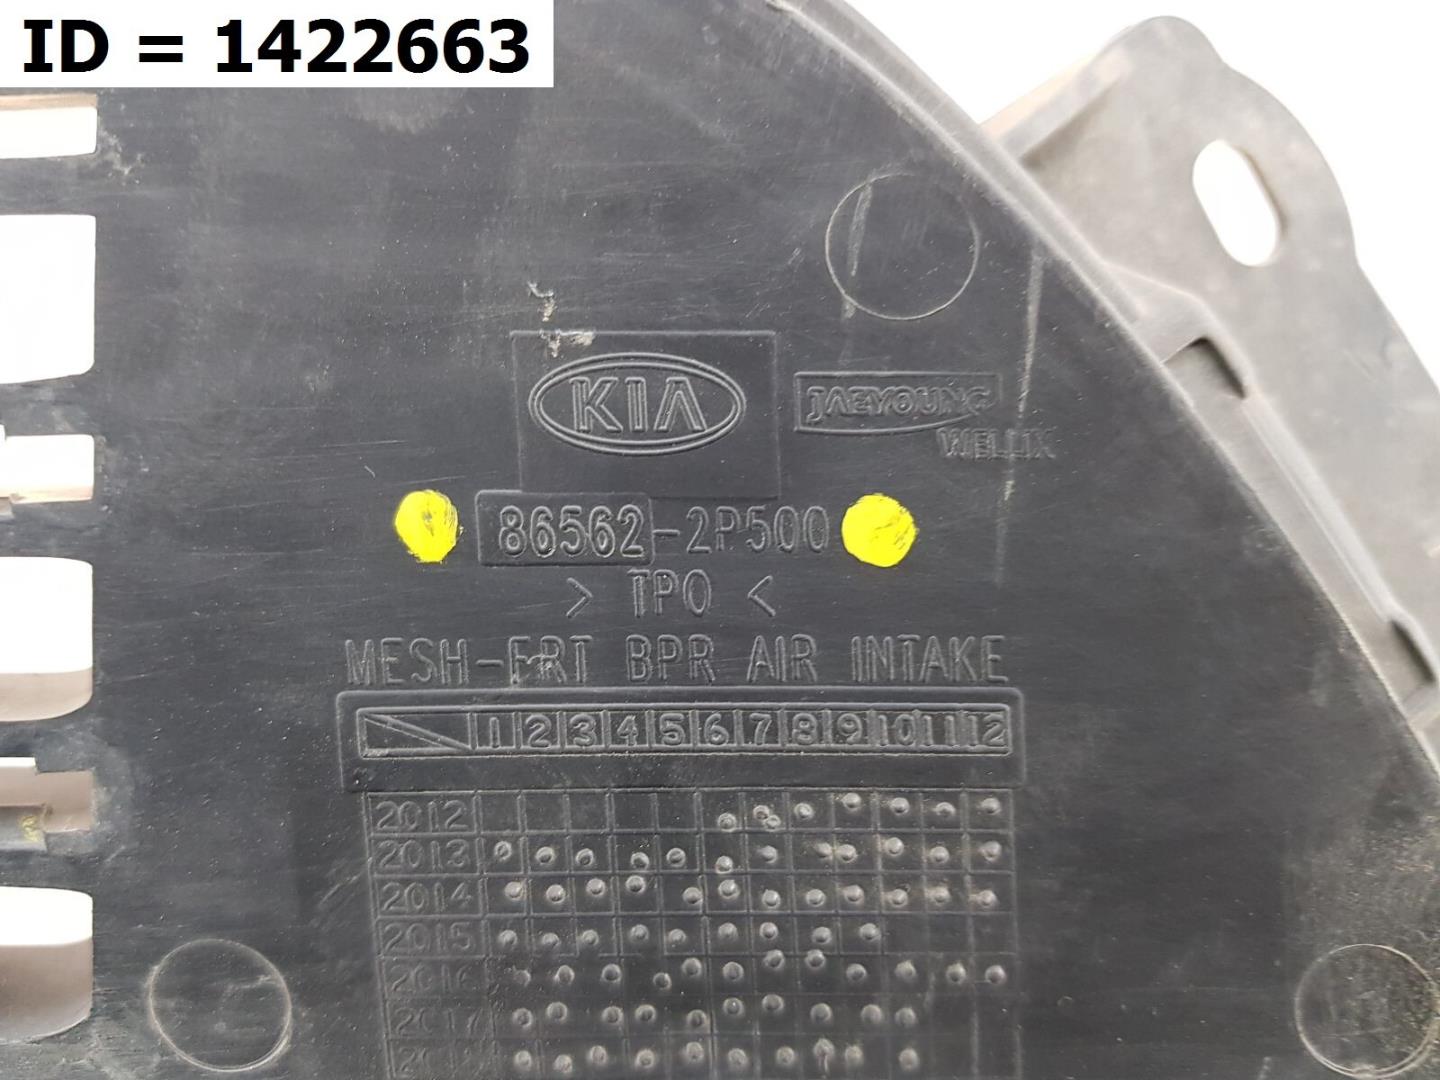 ID = 1422663
KIA
JAEYOUNG
WELLIX
86562-2P500
> TPO <
MESH-FRT BPR AIR INTAKE
1 2 3 4 5 6 7 8 9 10 11 12
2012
2013
2014
2015
2016
2017